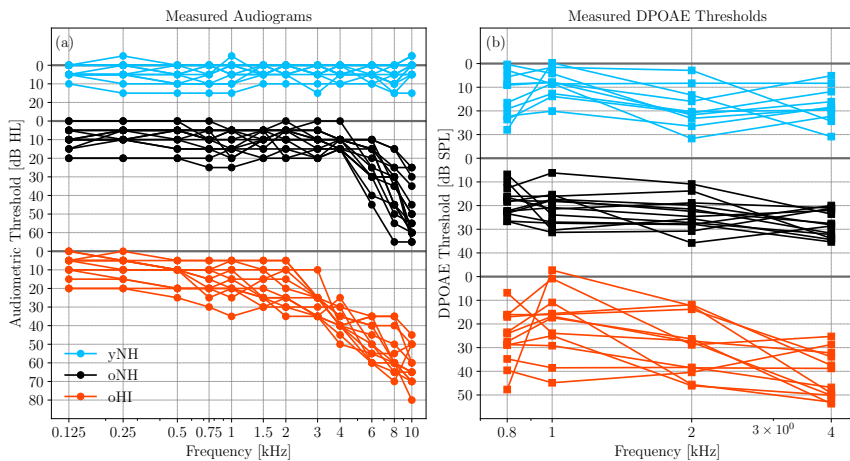 Measured Audiograms
(a)
Audiometric Threshold [dB HL]
0
10
20
0
10
20
30
40
50
60
0
10
20
30
40
50
60
70
80
yNH
oNH
oHI
0.125 0.25 0.5 0.75 1 1.5 2 3 4 6 8 10
Frequency [kHz]
Measured DPOAE Thresholds
(b)
DPOAE Threshold [dB SPL]
0
10
20
30
0
10
20
30
40
0
10
20
30
40
50
0.8 1 2 3 × 10⁰ 4
Frequency [kHz]